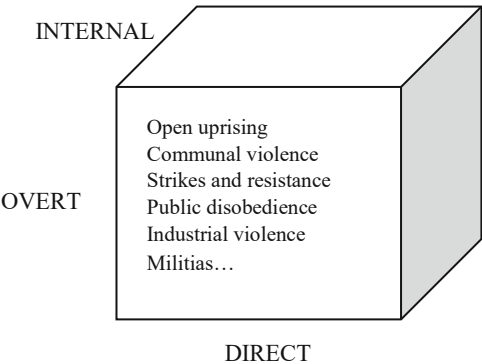 INTERNAL
Open uprising
Communal violence
Strikes and resistance
OVERT
Public disobedience
Industrial violence
Militias…
DIRECT